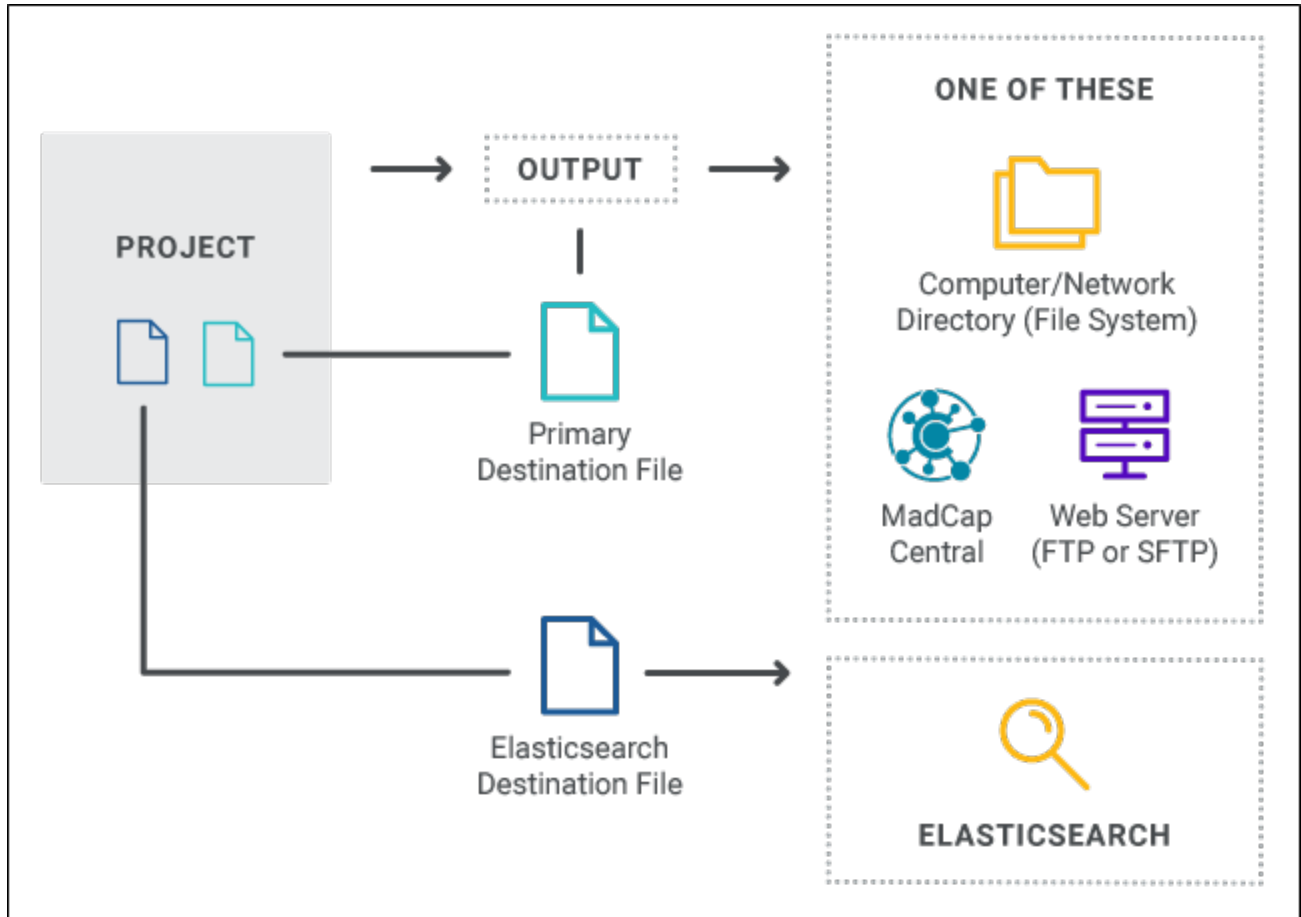 PROJECT
OUTPUT
Primary
Destination File
Elasticsearch
Destination File
ONE OF THESE
Computer/Network
Directory (File System)
MadCap
Central
Web Server
(FTP or SFTP)
ELASTICSEARCH